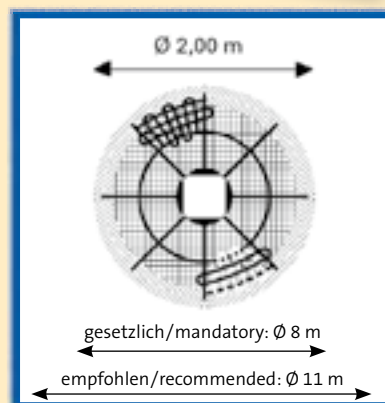 Ø 2,00 m
gesetzlich/mandatory: Ø 8 m
empfohlen/recommended: Ø 11 m